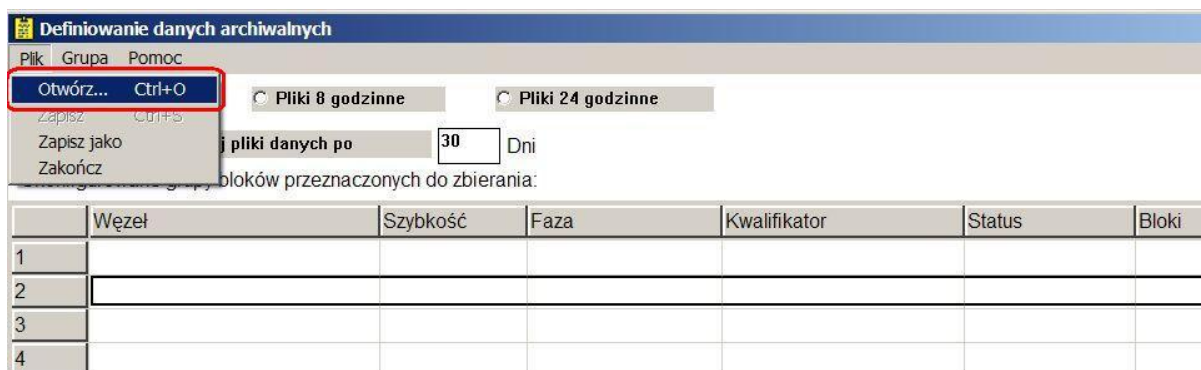 Definiowanie danych archiwalnych
Plik Grupa Pomoc
Otwórz... Ctrl+O
Pliki 8 godzinne Pliki 24 godzinne
Zapisz Ctrl+S
Zapisz jako
j pliki danych po 30 Dni
Zakończ
grupy bloków przeznaczonych do zbierania:
Węzeł Szybkość Faza Kwalifikator Status Bloki
1
2
3
4